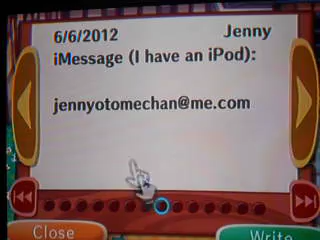 6/6/2012 Jenny
iMessage (I have an iPod):
jennyotomechan@me.com
Close
Write